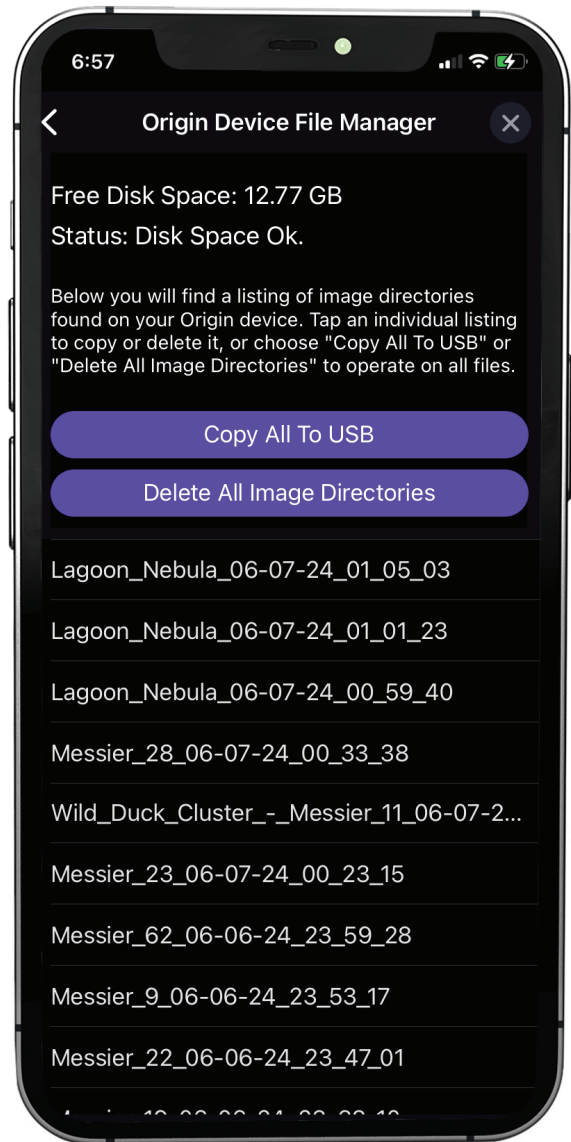 6:57
Origin Device File Manager
Free Disk Space: 12.77 GB
Status: Disk Space Ok.
Below you will find a listing of image directories
found on your Origin device. Tap an individual listing
to copy or delete it, or choose "Copy All To USB" or
"Delete All Image Directories" to operate on all files.
Copy All To USB
Delete All Image Directories
Lagoon_Nebula_06-07-24_01_05_03
Lagoon_Nebula_06-07-24_01_01_23
Lagoon_Nebula_06-07-24_00_59_40
Messier_28_06-07-24_00_33_38
Wild_Duck_Cluster_-_Messier_11_06-07-2...
Messier_23_06-07-24_00_23_15
Messier_62_06-06-24_23_59_28
Messier_9_06-06-24_23_53_17
Messier_22_06-06-24_23_47_01